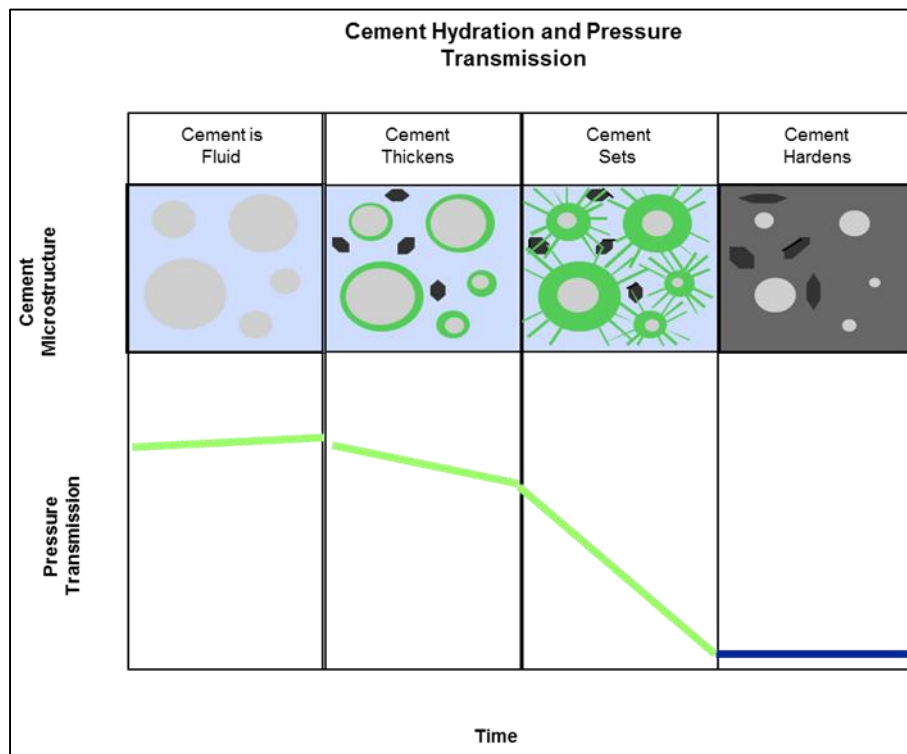 Cement Hydration and Pressure
Transmission
Cement is
Fluid
Cement
Thickens
Cement
Sets
Cement
Hardens
Cement
Microstructure
Pressure
Transmission
Time